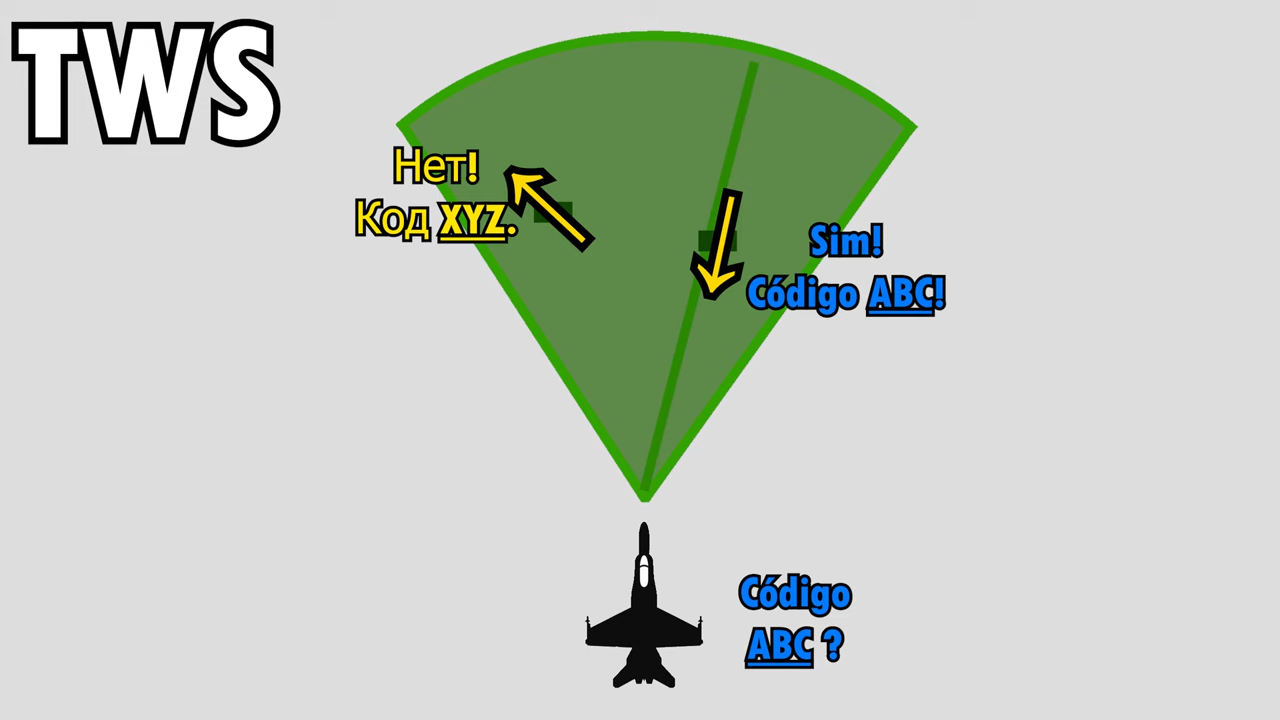 TWS
Нет!
Код XYZ.
Sim!
Código ABC!
Código
ABC ?